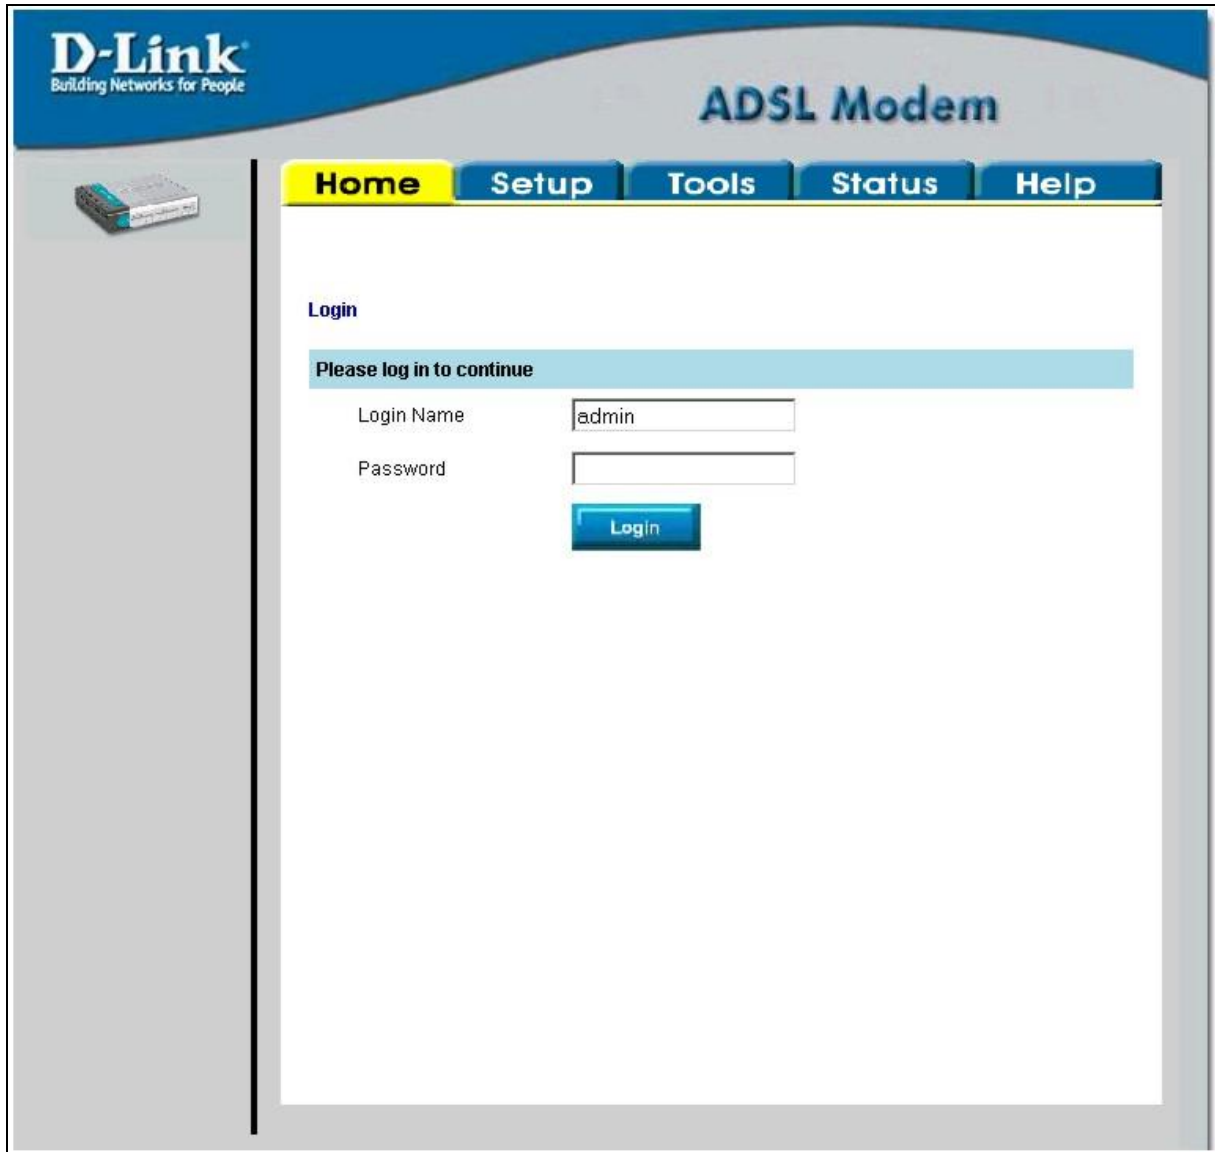 D-Link
Building Networks for People
ADSL Modem
Home Setup Tools Status Help
Login
Please log in to continue
Login Name admin
Password
Login